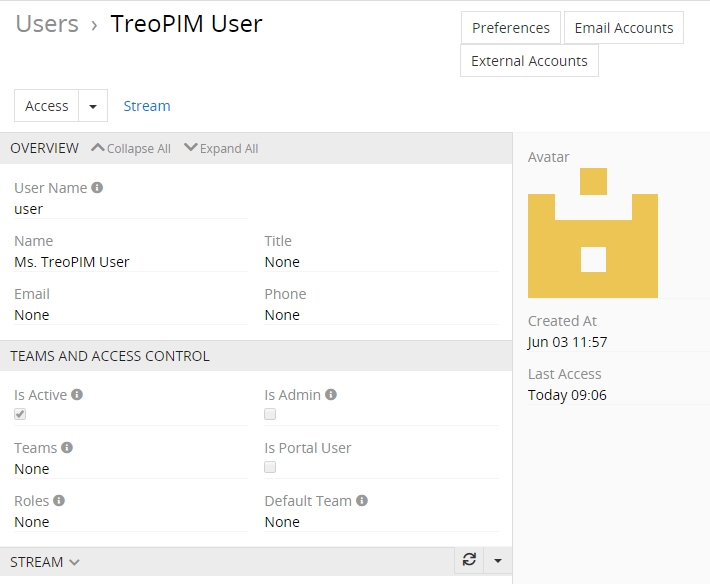 Users › TreoPIM User
Preferences
Email Accounts
External Accounts
Access
Stream
OVERVIEW Collapse All Expand All
User Name
user
Name Title
Ms. TreoPIM User None
Email Phone
None None
TEAMS AND ACCESS CONTROL
Is Active Is Admin
Teams Is Portal User
None
Roles Default Team
None None
STREAM
Avatar
Created At
Jun 03 11:57
Last Access
Today 09:06